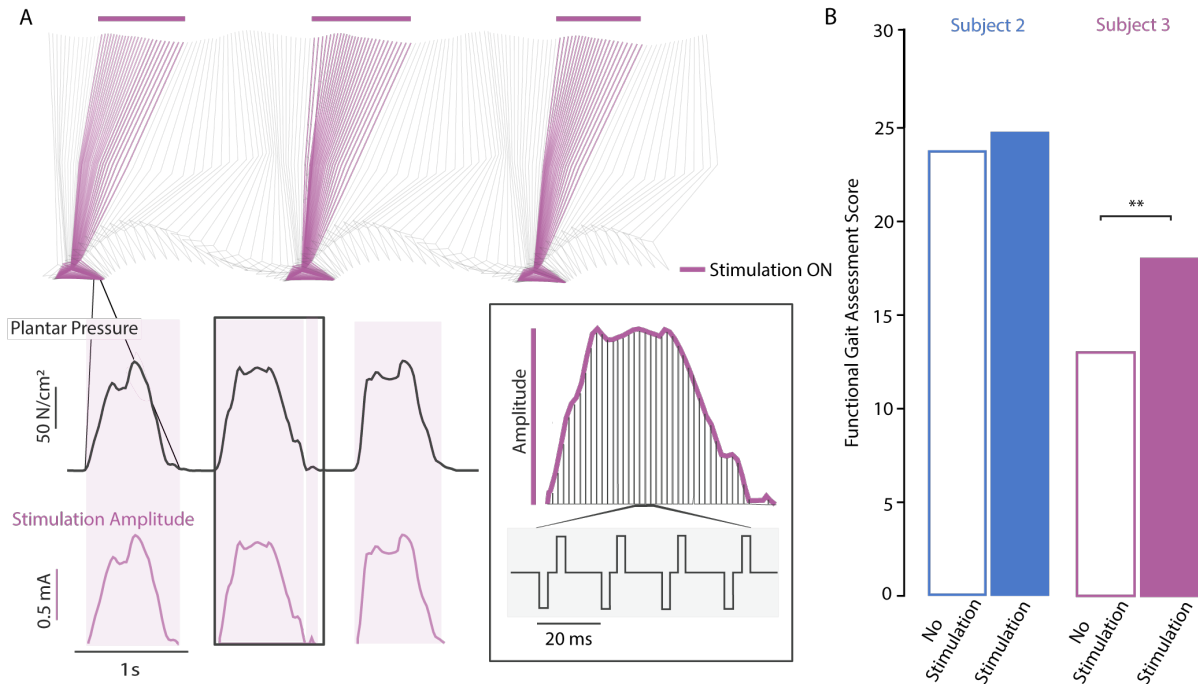 A
Stimulation ON
Plantar Pressure
50 N/cm²
Stimulation Amplitude
0.5 mA
1s
Amplitude
20 ms
B
Subject 2
Subject 3
Functional Gait Assessment Score
30
25
20
15
10
5
0
**
No
Stimulation
Stimulation
No
Stimulation
Stimulation